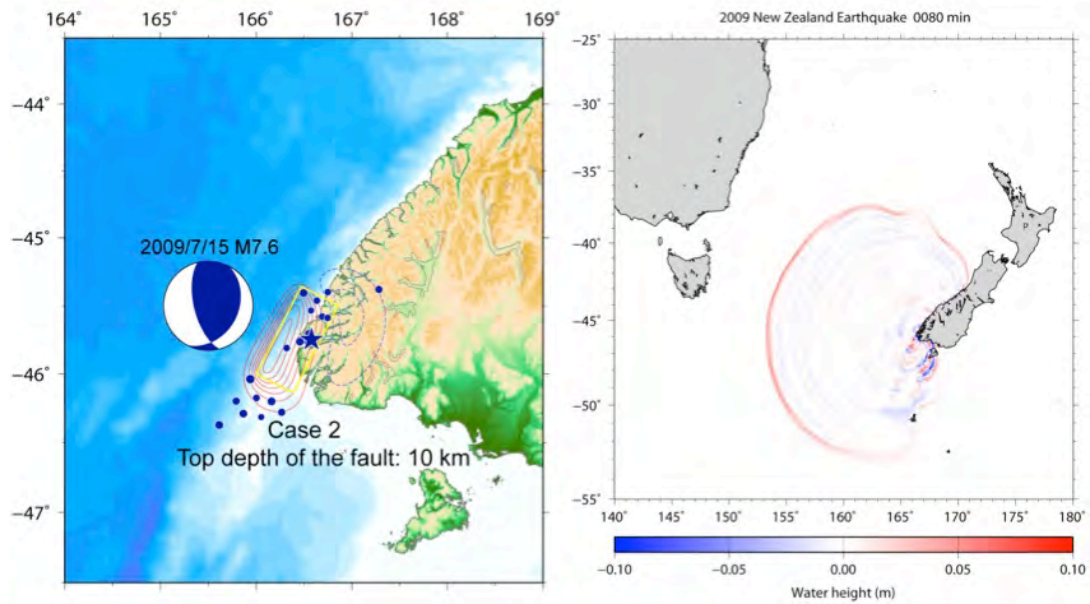 164° 165° 166° 167° 168° 169°
−44°
−45°
−46°
−47°
2009/7/15 M7.6
Case 2
Top depth of the fault: 10 km
2009 New Zealand Earthquake 0080 min
−25°
−30°
−35°
−40°
−45°
−50°
−55°
140° 145° 150° 155° 160° 165° 170° 175° 180°
−0.10 −0.05 0.00 0.05 0.10
Water height (m)